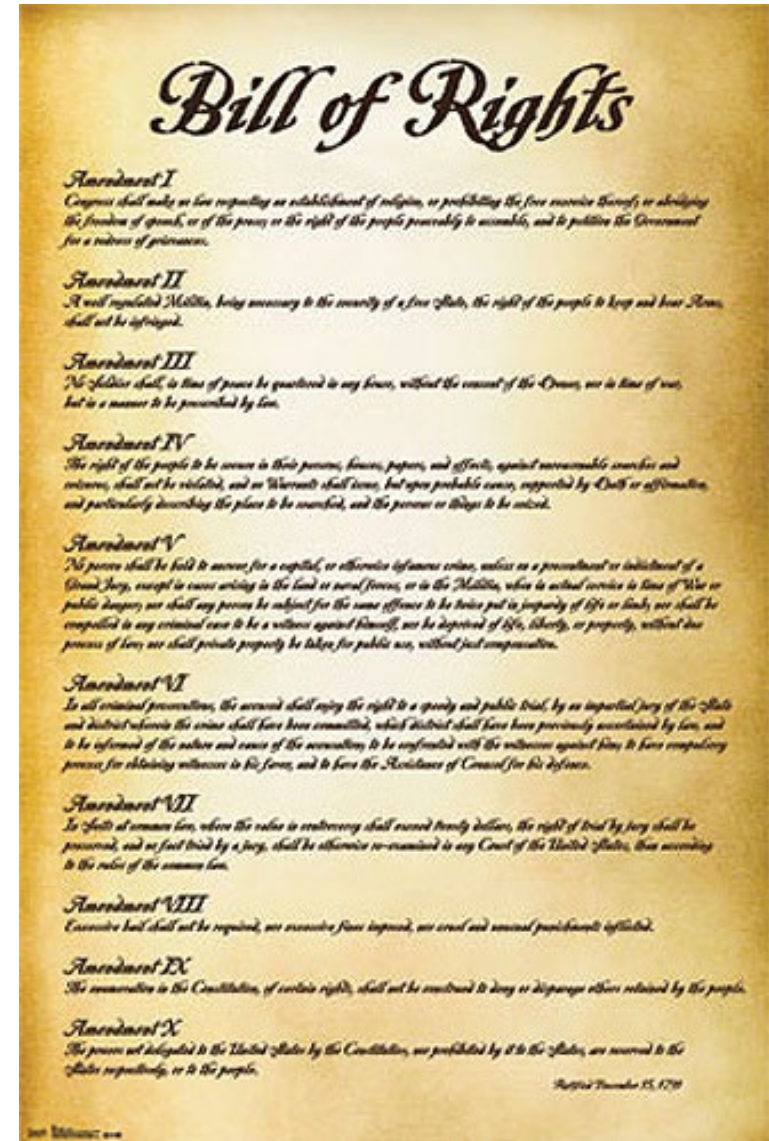 Bill of Rights
Amendment I
Congress shall make no law respecting an establishment of religion, or prohibiting the free exercise thereof; or abridging
the freedom of speech, or of the press; or the right of the people peaceably to assemble, and to petition the Government
for a redress of grievances.
Amendment II
A well regulated Militia, being necessary to the security of a free State, the right of the people to keep and bear Arms,
shall not be infringed.
Amendment III
No Soldier shall, in time of peace be quartered in any house, without the consent of the Owner, nor in time of war,
but in a manner to be prescribed by law.
Amendment IV
The right of the people to be secure in their persons, houses, papers, and effects, against unreasonable searches and
seizures, shall not be violated, and no Warrants shall issue, but upon probable cause, supported by Oath or affirmation,
and particularly describing the place to be searched, and the persons or things to be seized.
Amendment V
No person shall be held to answer for a capital, or otherwise infamous crime, unless on a presentment or indictment of a
Grand Jury, except in cases arising in the land or naval forces, or in the Militia, when in actual service in time of War or
public danger; nor shall any person be subject for the same offence to be twice put in jeopardy of life or limb; nor shall be
compelled in any criminal case to be a witness against himself, nor be deprived of life, liberty, or property, without due
process of law; nor shall private property be taken for public use, without just compensation.
Amendment VI
In all criminal prosecutions, the accused shall enjoy the right to a speedy and public trial, by an impartial jury of the State
and district wherein the crime shall have been committed, which district shall have been previously ascertained by law, and
to be informed of the nature and cause of the accusation; to be confronted with the witnesses against him; to have compulsory
process for obtaining witnesses in his favor, and to have the Assistance of Counsel for his defence.
Amendment VII
In Suits at common law, where the value in controversy shall exceed twenty dollars, the right of trial by jury shall be
preserved, and no fact tried by a jury, shall be otherwise re-examined in any Court of the United States, than according
to the rules of the common law.
Amendment VIII
Excessive bail shall not be required, nor excessive fines imposed, nor cruel and unusual punishments inflicted.
Amendment IX
The enumeration in the Constitution, of certain rights, shall not be construed to deny or disparage others retained by the people.
Amendment X
The powers not delegated to the United States by the Constitution, nor prohibited by it to the States, are reserved to the
States respectively, or to the people.
Ratified December 15, 1791